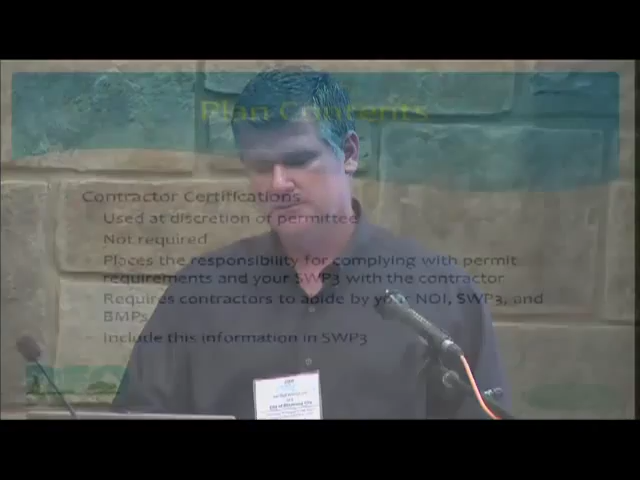 Plan Contents
Contractor Certifications
Used at discretion of permittee
Not required
Places the responsibility for complying with permit
requirements and your SWP3 with the contractor
Requires contractors to abide by your NOI, SWP3, and
BMPs
Include this information in SWP3